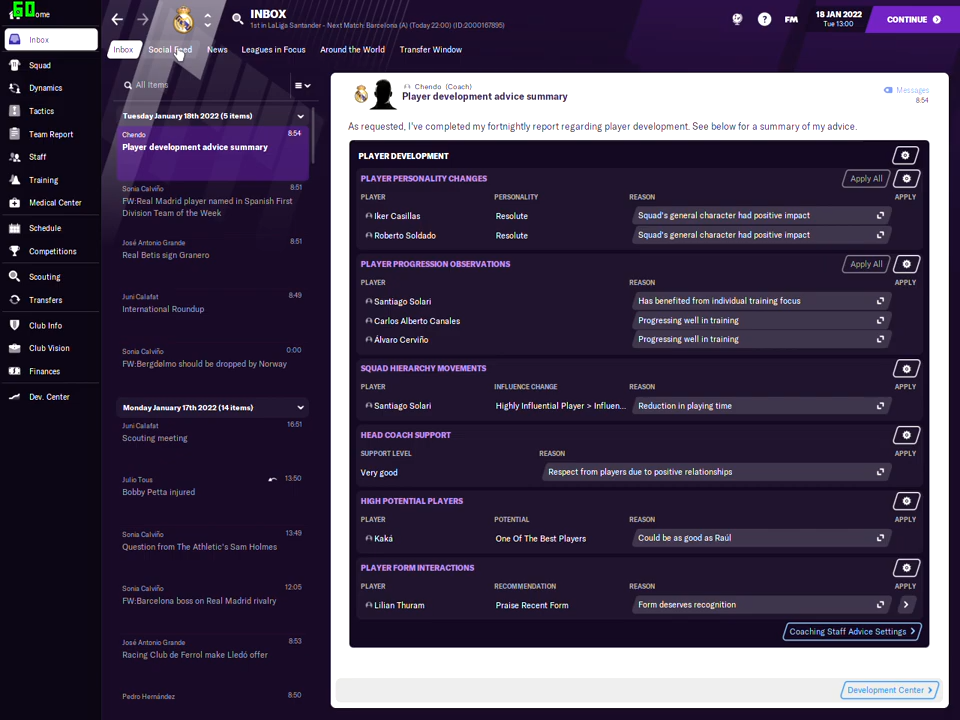 60
ome
INBOX
1st in LaLiga Santander - Next Match: Barcelona (A) (Today 22:00) (ID:2000167895)
FM
18 JAN 2022
Tue 13:00
CONTINUE
Inbox
Squad
Dynamics
Tactics
Team Report
Staff
Training
Medical Center
Schedule
Competitions
Scouting
Transfers
Club Info
Club Vision
Finances
Dev. Center
Inbox
Social Feed
News
Leagues in Focus
Around the World
Transfer Window
All Items
Tuesday January 18th 2022 (5 items)
Chendo 8:54
Player development advice summary
Sonia Calviño 8:51
FW:Real Madrid player named in Spanish First
Division Team of the Week
José Antonio Grande 8:51
Real Betis sign Granero
Juni Calafat 8:49
International Roundup
Sonia Calviño 0:00
FW:Bergdølmo should be dropped by Norway
Monday January 17th 2022 (14 items)
Juni Calafat 16:51
Scouting meeting
Julio Tous 13:50
Bobby Petta injured
Sonia Calviño 13:49
Question from The Athletic's Sam Holmes
Sonia Calviño 12:05
FW:Barcelona boss on Real Madrid rivalry
José Antonio Grande 8:53
Racing Club de Ferrol make Lledó offer
Pedro Hernández 8:50
Chendo (Coach)
Player development advice summary
Messages
8:54
As requested, I've completed my fortnightly report regarding player development. See below for a summary of my advice.
PLAYER DEVELOPMENT
PLAYER PERSONALITY CHANGES Apply All
PLAYER PERSONALITY REASON APPLY
Iker Casillas Resolute Squad's general character had positive impact
Roberto Soldado Resolute Squad's general character had positive impact
PLAYER PROGRESSION OBSERVATIONS Apply All
PLAYER REASON APPLY
Santiago Solari Has benefited from individual training focus
Carlos Alberto Canales Progressing well in training
Álvaro Cerviño Progressing well in training
SQUAD HIERARCHY MOVEMENTS
PLAYER INFLUENCE CHANGE REASON APPLY
Santiago Solari Highly Influential Player > Influen... Reduction in playing time
HEAD COACH SUPPORT
SUPPORT LEVEL REASON APPLY
Very good Respect from players due to positive relationships
HIGH POTENTIAL PLAYERS
PLAYER POTENTIAL REASON APPLY
Kaká One Of The Best Players Could be as good as Raúl
PLAYER FORM INTERACTIONS
PLAYER RECOMMENDATION REASON APPLY
Lilian Thuram Praise Recent Form Form deserves recognition
Coaching Staff Advice Settings
Development Center